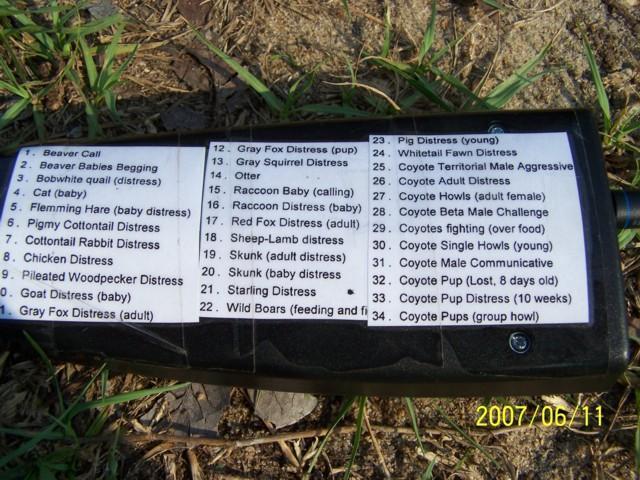 1. Beaver Call
2. Beaver Babies Begging
3. Bobwhite quail (distress)
4. Cat (baby)
5. Flemming Hare (baby distress)
6. Pigmy Cottontail Distress
7. Cottontail Rabbit Distress
8. Chicken Distress
9. Pileated Woodpecker Distress
0. Goat Distress (baby)
1. Gray Fox Distress (adult)
12. Gray Fox Distress (pup)
13. Gray Squirrel Distress
14. Otter
15. Raccoon Baby (calling)
16. Raccoon Distress (baby)
17. Red Fox Distress (adult)
18. Sheep-Lamb distress
19. Skunk (adult distress)
20. Skunk (baby distress
21. Starling Distress
22. Wild Boars (feeding and fi
23. Pig Distress (young)
24. Whitetail Fawn Distress
25. Coyote Territorial Male Aggressive
26. Coyote Adult Distress
27. Coyote Howls (adult female)
28. Coyote Beta Male Challenge
29. Coyotes fighting (over food)
30. Coyote Single Howls (young)
31. Coyote Male Communicative
32. Coyote Pup (Lost, 8 days old)
33. Coyote Pup Distress (10 weeks)
34. Coyote Pups (group howl)
2007/06/11